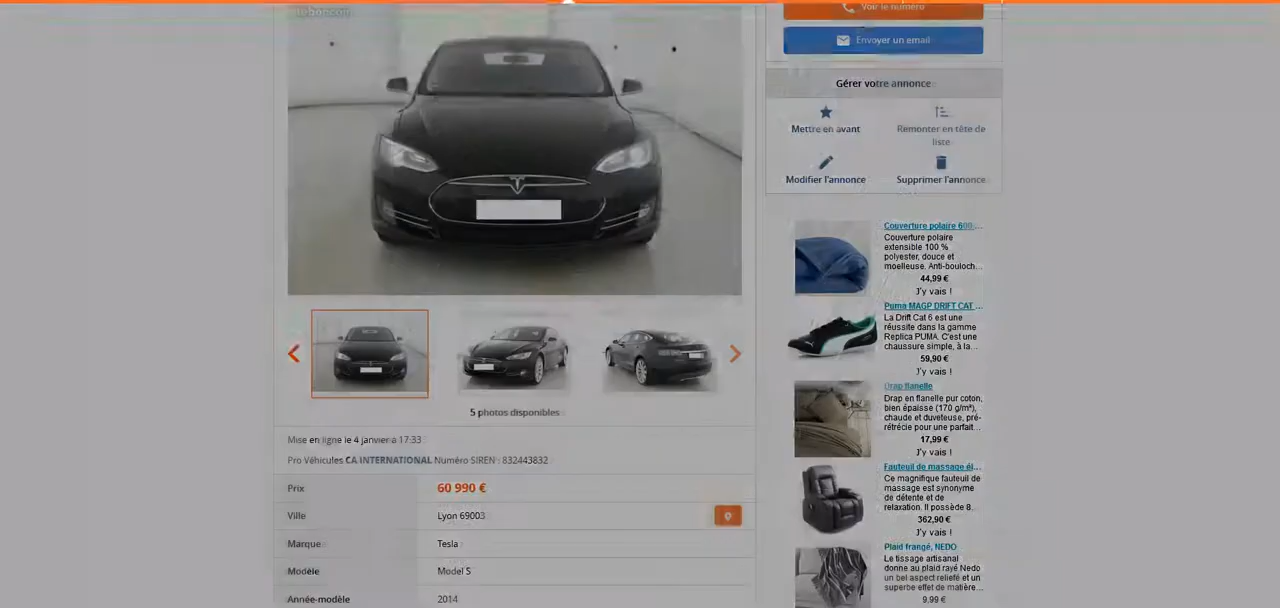 leboncoin
Voir le numéro
Envoyer un email
Gérer votre annonce
Mettre en avant
Remonter en tête de
liste
Modifier l'annonce
Supprimer l'annonce
5 photos disponibles
Mise en ligne le 4 janvier à 17:33
Pro Véhicules CA INTERNATIONAL Numéro SIREN : 832443832
Prix
60 990 €
Ville
Lyon 69003
Marque
Tesla
Modèle
Model S
Année-modèle
2014
Couverture polaire 600 ...
Couverture polaire
extensible 100 %
polyester, douce et
moelleuse. Anti-bouloch...
44,99 €
J'y vais !
Puma MAGP DRIFT CAT ...
La Drift Cat 6 est une
réussite dans la gamme
Replica PUMA. C'est une
chaussure simple, à la...
59,90 €
J'y vais !
Drap flanelle
Drap en flanelle pur coton,
bien épaisse (170 g/m²),
chaude et duveteuse, pré-
rétrécie pour une parfait...
17,99 €
J'y vais !
Fauteuil de massage él...
Ce magnifique fauteuil de
massage est synonyme
de détente et de
relaxation. Il possède 8...
362,90 €
J'y vais !
Plaid frangé, NEDO
Le tissage artisanal
donne au plaid rayé Nedo
un bel aspect reliefé et un
superbe effet de matière...
9,99 €